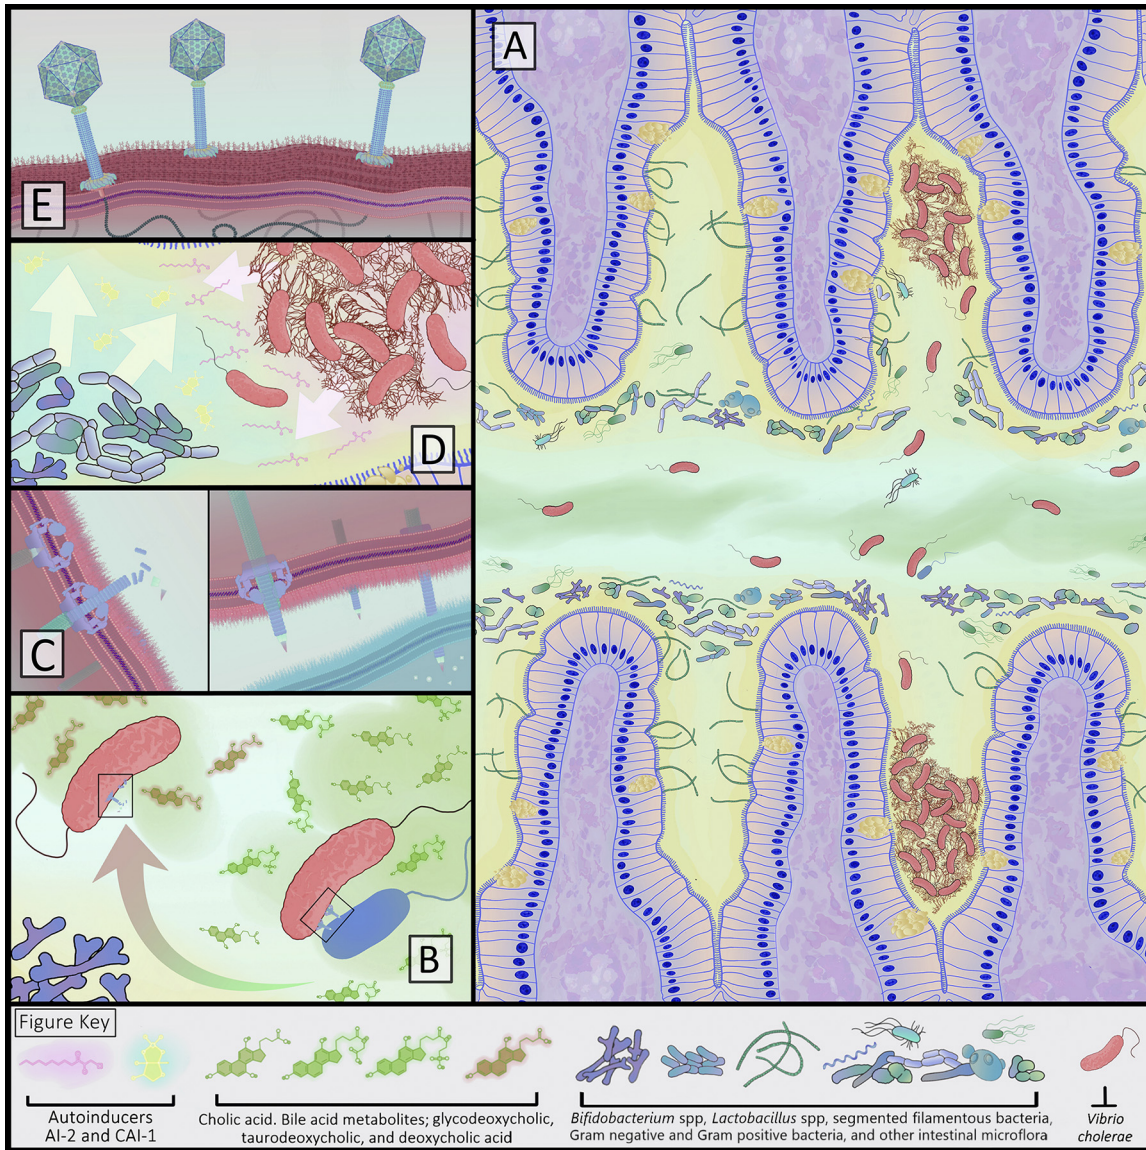 A
E
D
C
B
Figure Key
Autoinducers
AI-2 and CAI-1
Cholic acid. Bile acid metabolites; glycodeoxycholic,
taurodeoxycholic, and deoxycholic acid
Bifidobacterium spp, Lactobacillus spp, segmented filamentous bacteria,
Gram negative and Gram positive bacteria, and other intestinal microflora
Vibrio
cholerae